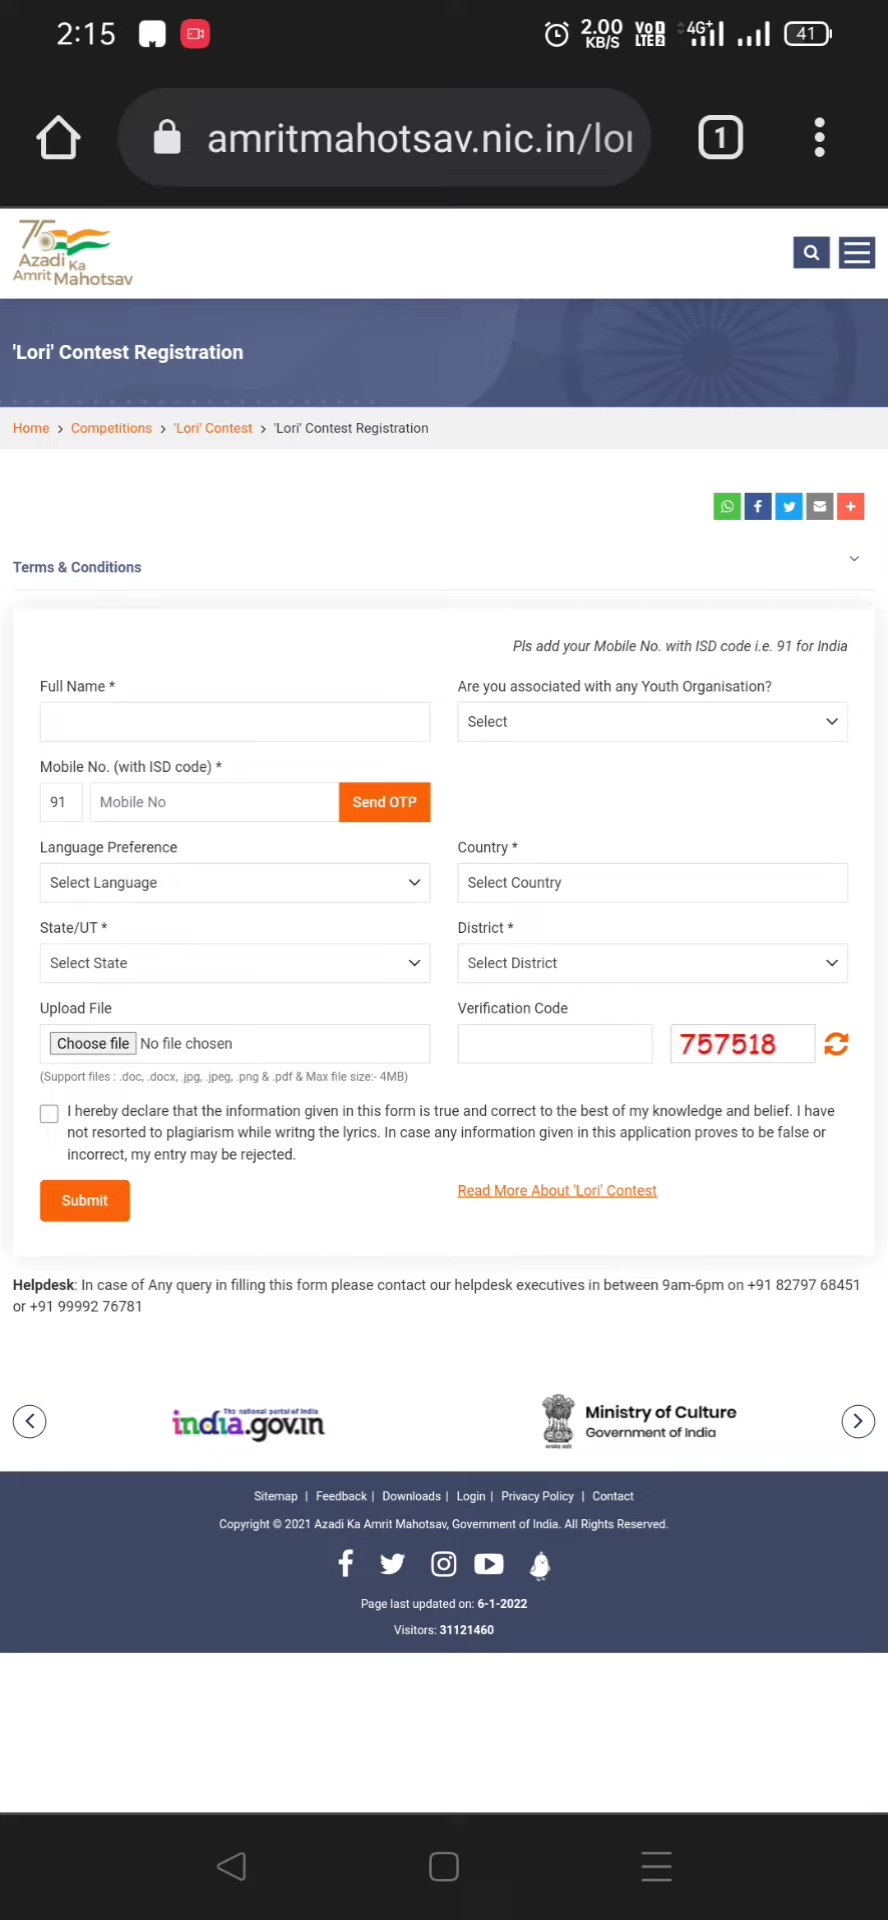 2:15
2.00
KB/S
Vo 1
LTE 2
4G+
41
amritmahotsav.nic.in/lor
1
75
Azadi Ka
Amrit Mahotsav
'Lori' Contest Registration
Home > Competitions > 'Lori' Contest > 'Lori' Contest Registration
Terms & Conditions
Pls add your Mobile No. with ISD code i.e. 91 for India
Full Name *
Are you associated with any Youth Organisation?
Select
Mobile No. (with ISD code) *
91 Mobile No Send OTP
Language Preference
Country *
Select Language
Select Country
State/UT *
District *
Select State
Select District
Upload File
Verification Code
Choose file No file chosen
757518
(Support files : .doc, .docx, .jpg, .jpeg, .png & .pdf & Max file size:- 4MB)
I hereby declare that the information given in this form is true and correct to the best of my knowledge and belief. I have
not resorted to plagiarism while writng the lyrics. In case any information given in this application proves to be false or
incorrect, my entry may be rejected.
Submit
Read More About 'Lori' Contest
Helpdesk: In case of Any query in filling this form please contact our helpdesk executives in between 9am-6pm on +91 82797 68451
or +91 99992 76781
The national portal of India
india.gov.in
Ministry of Culture
Government of India
Sitemap | Feedback | Downloads | Login | Privacy Policy | Contact
Copyright © 2021 Azadi Ka Amrit Mahotsav, Government of India. All Rights Reserved.
Page last updated on: 6-1-2022
Visitors: 31121460